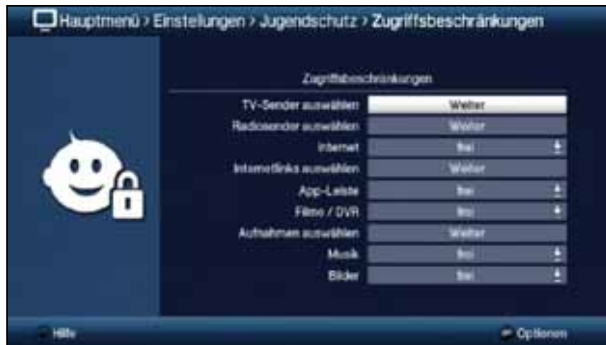 Hauptmenü › Einstellungen › Jugendschutz › Zugriffsbeschränkungen
Zugriffsbeschränkungen
TV-Sender auswählen Weiter
Radiosender auswählen Weiter
Internet frei
Internetlinks auswählen Weiter
App-Leiste frei
Filme / DVR frei
Aufnahmen auswählen Weiter
Musik frei
Bilder frei
Hilfe Optionen